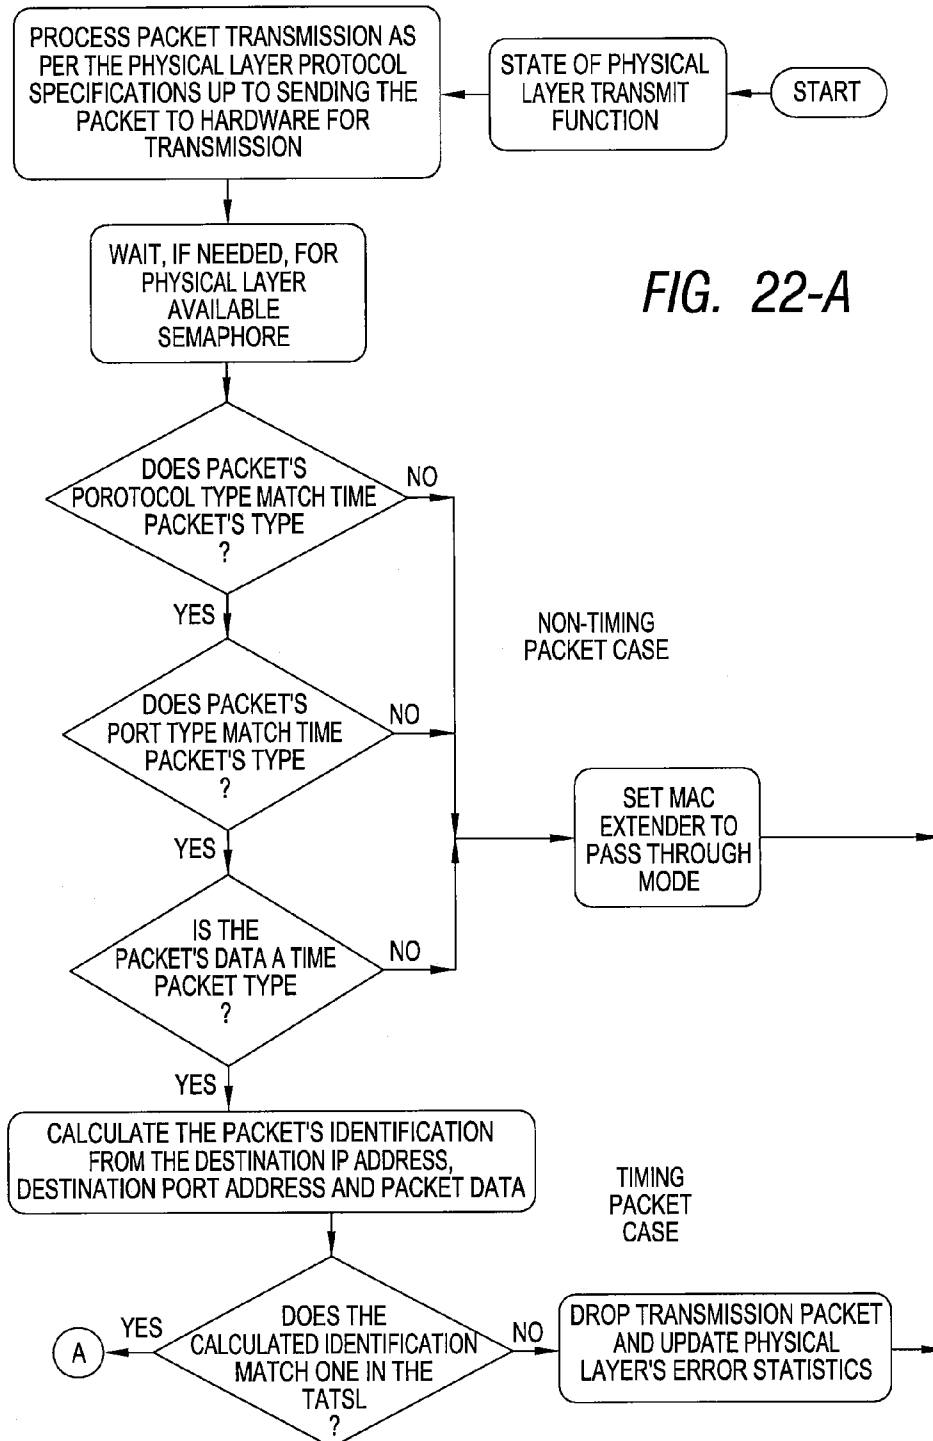 PROCESS PACKET TRANSMISSION AS
PER THE PHYSICAL LAYER PROTOCOL
SPECIFICATIONS UP TO SENDING THE
PACKET TO HARDWARE FOR
TRANSMISSION
STATE OF PHYSICAL
LAYER TRANSMIT
FUNCTION
START
WAIT, IF NEEDED, FOR
PHYSICAL LAYER
AVAILABLE
SEMAPHORE
FIG. 22-A
DOES PACKET'S
POROTOCOL TYPE MATCH TIME
PACKET'S TYPE
?
NO
YES
NON-TIMING
PACKET CASE
DOES PACKET'S
PORT TYPE MATCH TIME
PACKET'S TYPE
?
NO
YES
SET MAC
EXTENDER TO
PASS THROUGH
MODE
IS THE
PACKET'S DATA A TIME
PACKET TYPE
?
NO
YES
CALCULATE THE PACKET'S IDENTIFICATION
FROM THE DESTINATION IP ADDRESS,
DESTINATION PORT ADDRESS AND PACKET DATA
TIMING
PACKET
CASE
DOES THE
CALCULATED IDENTIFICATION
MATCH ONE IN THE
TATSL
?
YES
A
NO
DROP TRANSMISSION PACKET
AND UPDATE PHYSICAL
LAYER'S ERROR STATISTICS